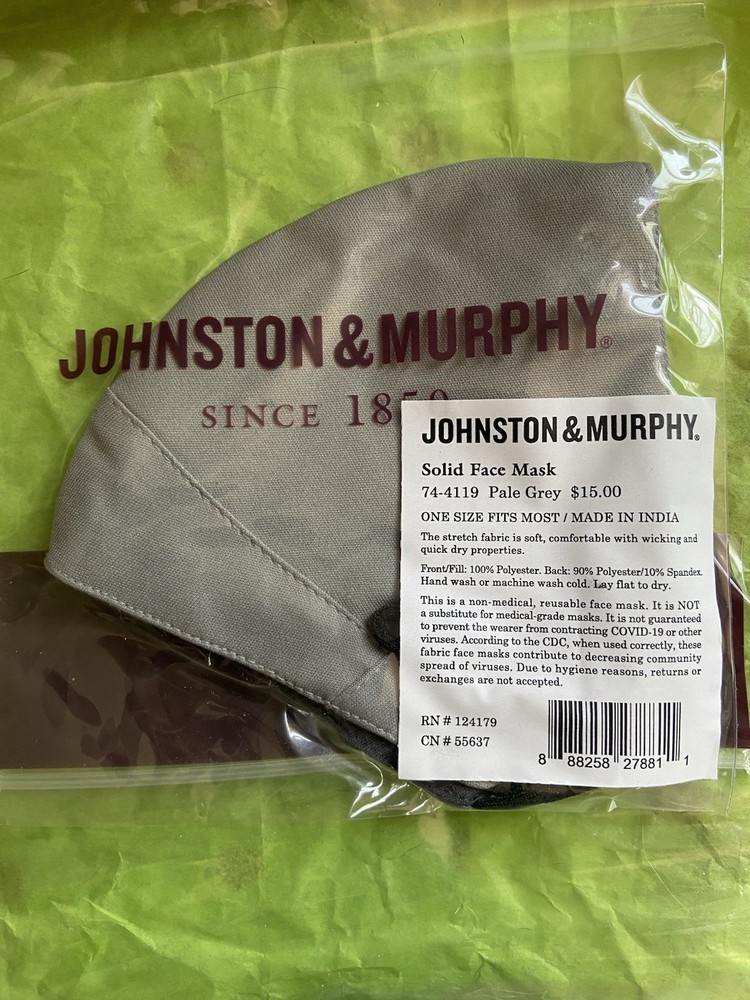 JOHNSTON & MURPHY®
SINCE 1850
JOHNSTON & MURPHY®
Solid Face Mask
74-4119 Pale Grey $15.00
ONE SIZE FITS MOST / MADE IN INDIA
The stretch fabric is soft, comfortable with wicking and
quick dry properties.
Front/Fill: 100% Polyester. Back: 90% Polyester/10% Spandex.
Hand wash or machine wash cold. Lay flat to dry.
This is a non-medical, reusable face mask. It is NOT
a substitute for medical-grade masks. It is not guaranteed
to prevent the wearer from contracting COVID-19 or other
viruses. According to the CDC, when used correctly, these
fabric face masks contribute to decreasing community
spread of viruses. Due to hygiene reasons, returns or
exchanges are not accepted.
RN # 124179
CN # 55637
8 88258 27881 1